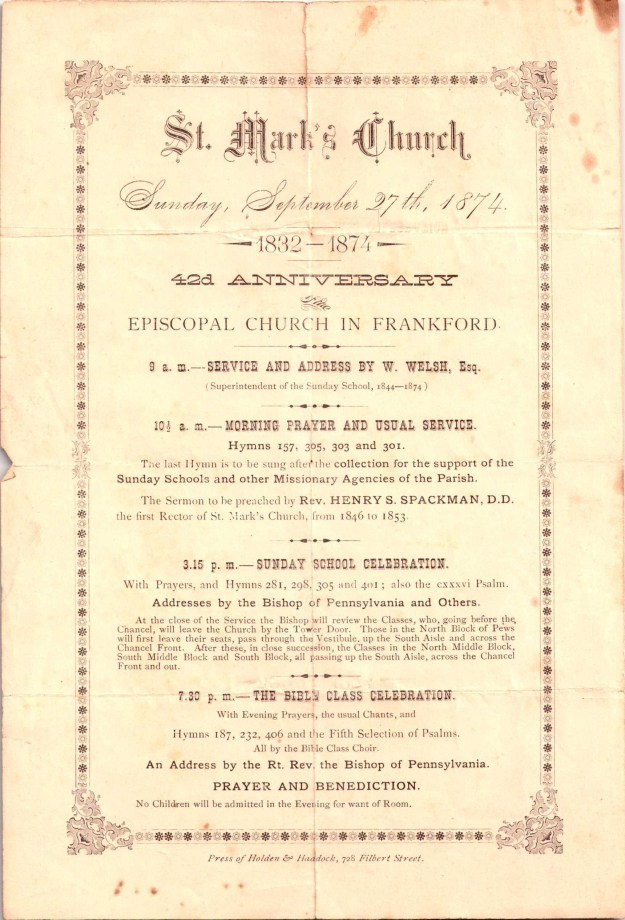 St. Mark's Church
Sunday, September 27th, 1874.
1832—1874
42d ANNIVERSARY
of the
EPISCOPAL CHURCH IN FRANKFORD.
9 a. m.—SERVICE AND ADDRESS BY W. WELSH, Esq.
(Superintendent of the Sunday School, 1844—1874)
10½ a. m.—MORNING PRAYER AND USUAL SERVICE.
Hymns 157, 305, 303 and 301.
The last Hymn is to be sung after the collection for the support of the
Sunday Schools and other Missionary Agencies of the Parish.
The Sermon to be preached by Rev. HENRY S. SPACKMAN, D.D.
the first Rector of St. Mark's Church, from 1846 to 1853.
3.15 p. m.—SUNDAY SCHOOL CELEBRATION.
With Prayers, and Hymns 281, 298, 305 and 401; also the cxxxvi Psalm.
Addresses by the Bishop of Pennsylvania and Others.
At the close of the Service the Bishop will review the Classes, who, going before the
Chancel, will leave the Church by the Tower Door. Those in the North Block of Pews
will first leave their seats, pass through the Vestibule, up the South Aisle and across the
Chancel Front. After these, in close succession, the Classes in the North Middle Block,
South Middle Block and South Block, all passing up the South Aisle, across the Chancel
Front and out.
7.30 p. m.—THE BIBLE CLASS CELEBRATION.
With Evening Prayers, the usual Chants, and
Hymns 187, 232, 406 and the Fifth Selection of Psalms.
All by the Bible Class Choir.
An Address by the Rt. Rev. the Bishop of Pennsylvania.
PRAYER AND BENEDICTION.
No Children will be admitted in the Evening for want of Room.
Press of Holden & Haddock, 728 Filbert Street.